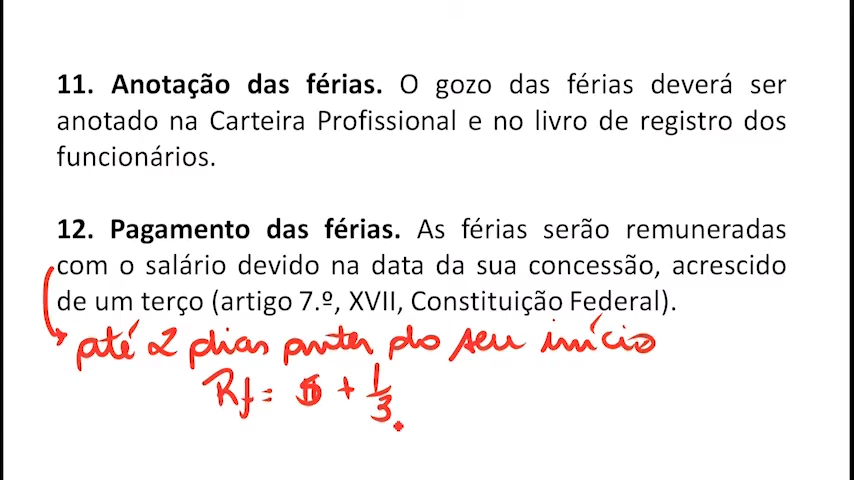 11. Anotação das férias. O gozo das férias deverá ser
anotado na Carteira Profissional e no livro de registro dos
funcionários.
12. Pagamento das férias. As férias serão remuneradas
com o salário devido na data da sua concessão, acrescido
de um terço (artigo 7.º, XVII, Constituição Federal).
até 2 dias antes do seu início
Rf = $ + 1/3